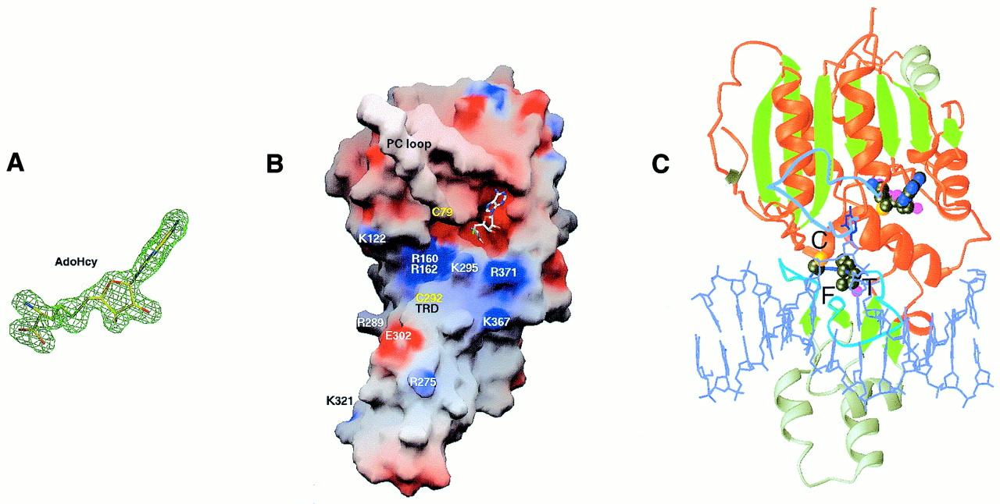 A
AdoHcy
B
PC loop
C79
K122
R160
R162
K295
R371
C292
TRD
R289
K367
E302
R275
K321
C
C
F
T